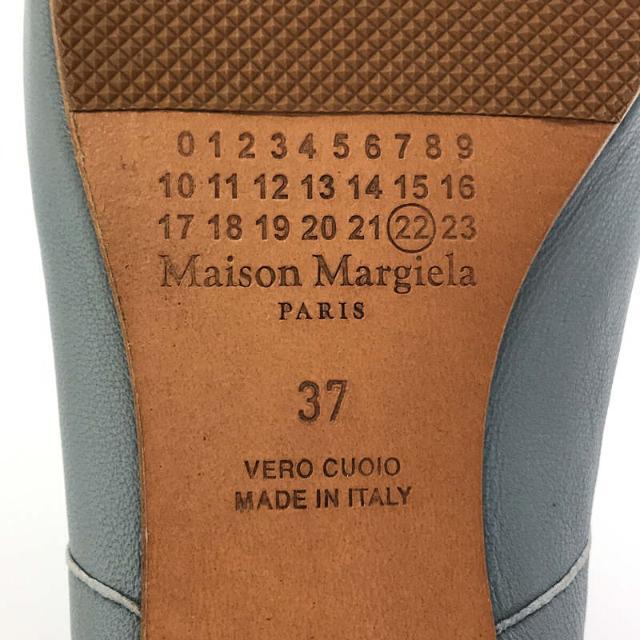 0 1 2 3 4 5 6 7 8 9
10 11 12 13 14 15 16
17 18 19 20 21 22 23
Maison Margiela
PARIS
37
VERO CUOIO
MADE IN ITALY